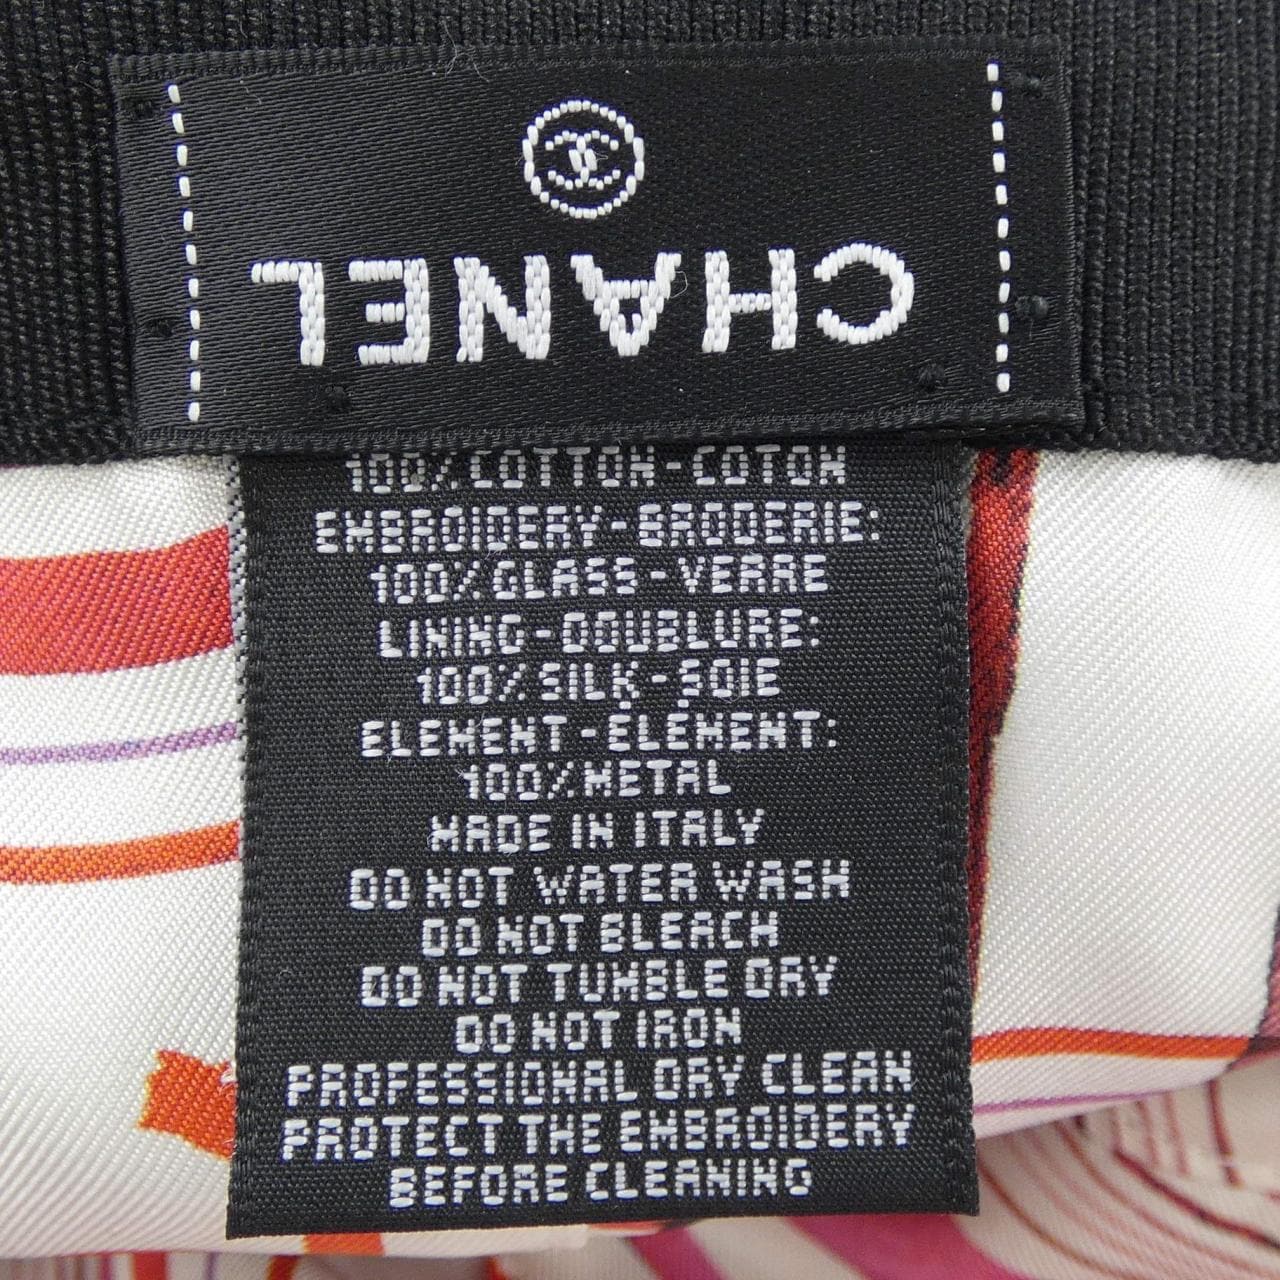 CHANEL
100% COTTON - COTON
EMBROIDERY - BRODERIE:
100% GLASS - VERRE
LINING - DOUBLURE:
100% SILK - SOIE
ELEMENT - ELEMENT:
100% METAL
MADE IN ITALY
DO NOT WATER WASH
DO NOT BLEACH
DO NOT TUMBLE DRY
DO NOT IRON
PROFESSIONAL DRY CLEAN
PROTECT THE EMBROIDERY
BEFORE CLEANING